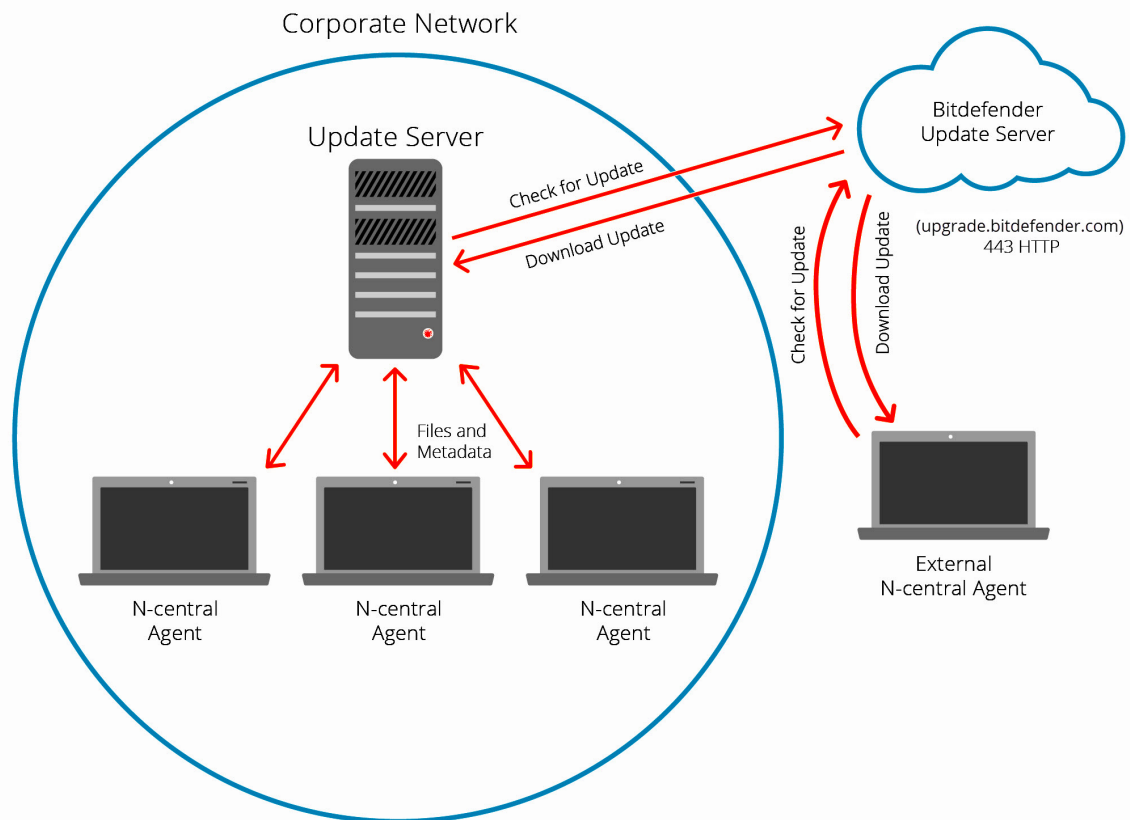 Corporate Network
Update Server
Bitdefender
Update Server
(upgrade.bitdefender.com)
443 HTTP
Check for Update
Download Update
Check for Update
Download Update
Files and
Metadata
N-central
Agent
N-central
Agent
N-central
Agent
External
N-central Agent